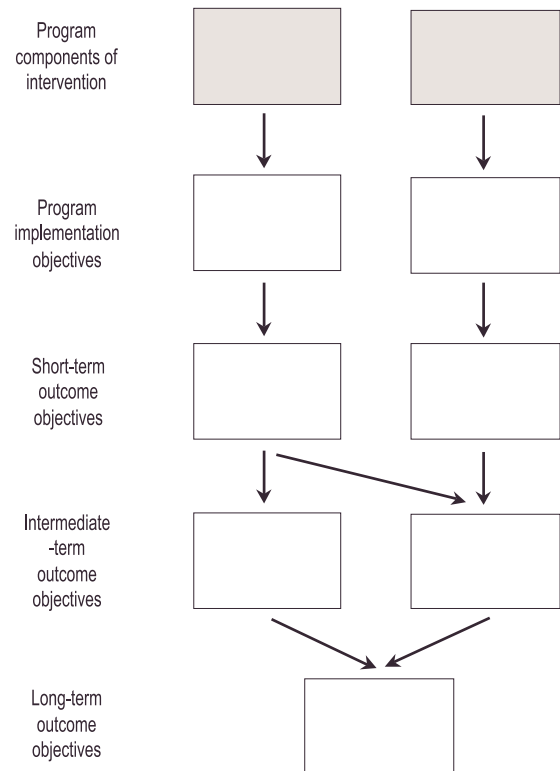 Program
components of
intervention
Program
implementation
objectives
Short-term
outcome
objectives
Intermediate
-term
outcome
objectives
Long-term
outcome
objectives